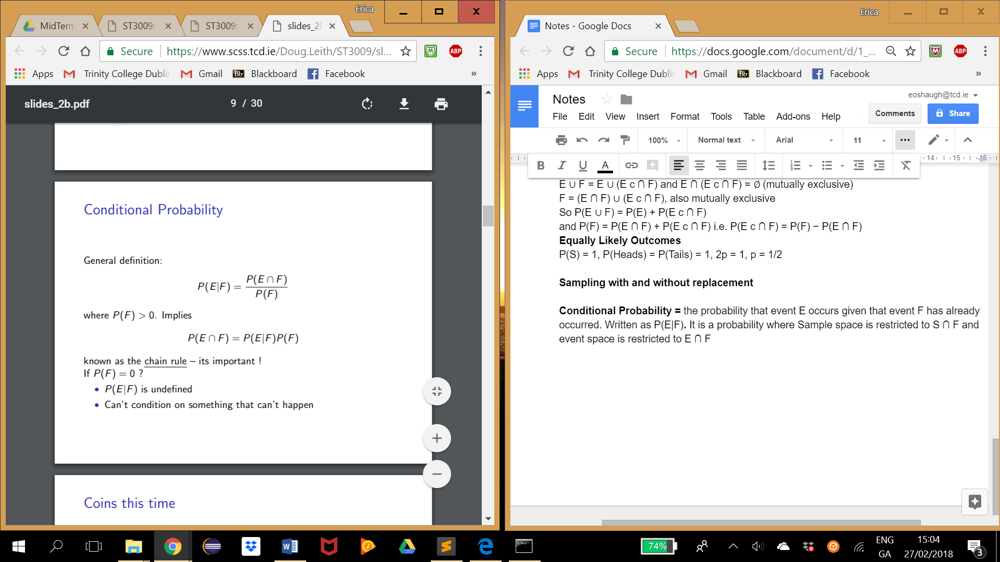 Erica
MidTerm
ST3009:
ST3009:
slides_2b
Secure
https://www.scss.tcd.ie/Doug.Leith/ST3009/sl...
ABP
Apps
Trinity College Dublin
Gmail
Bb
Blackboard
Facebook
»
slides_2b.pdf
9 / 30
Conditional Probability
General definition:
P(E|F) = P(E ∩ F) / P(F)
where P(F) > 0. Implies
P(E ∩ F) = P(E|F)P(F)
known as the chain rule – its important !
If P(F) = 0 ?
• P(E|F) is undefined
• Can't condition on something that can't happen
Coins this time
Erica
Notes - Google Docs
Secure
https://docs.google.com/document/d/1_...
ABP
Apps
Trinity College Dublin
Gmail
Bb
Blackboard
Facebook
»
Notes
eoshaugh@tcd.ie
File Edit View Insert Format Tools Table Add-ons Help
Comments
Share
100%
Normal text
Arial
11
14 15 16
B I U A
E ∪ F = E ∪ (E c ∩ F) and E ∩ (E c ∩ F) = ∅ (mutually exclusive)
F = (E ∩ F) ∪ (E c ∩ F), also mutually exclusive
So P(E ∪ F) = P(E) + P(E c ∩ F)
and P(F) = P(E ∩ F) + P(E c ∩ F) i.e. P(E c ∩ F) = P(F) − P(E ∩ F)
Equally Likely Outcomes
P(S) = 1, P(Heads) = P(Tails) = 1, 2p = 1, p = 1/2
Sampling with and without replacement
Conditional Probability = the probability that event E occurs given that event F has already
occurred. Written as P(E|F). It is a probability where Sample space is restricted to S ∩ F and
event space is restricted to E ∩ F
74%
ENG
GA
15:04
27/02/2018
3